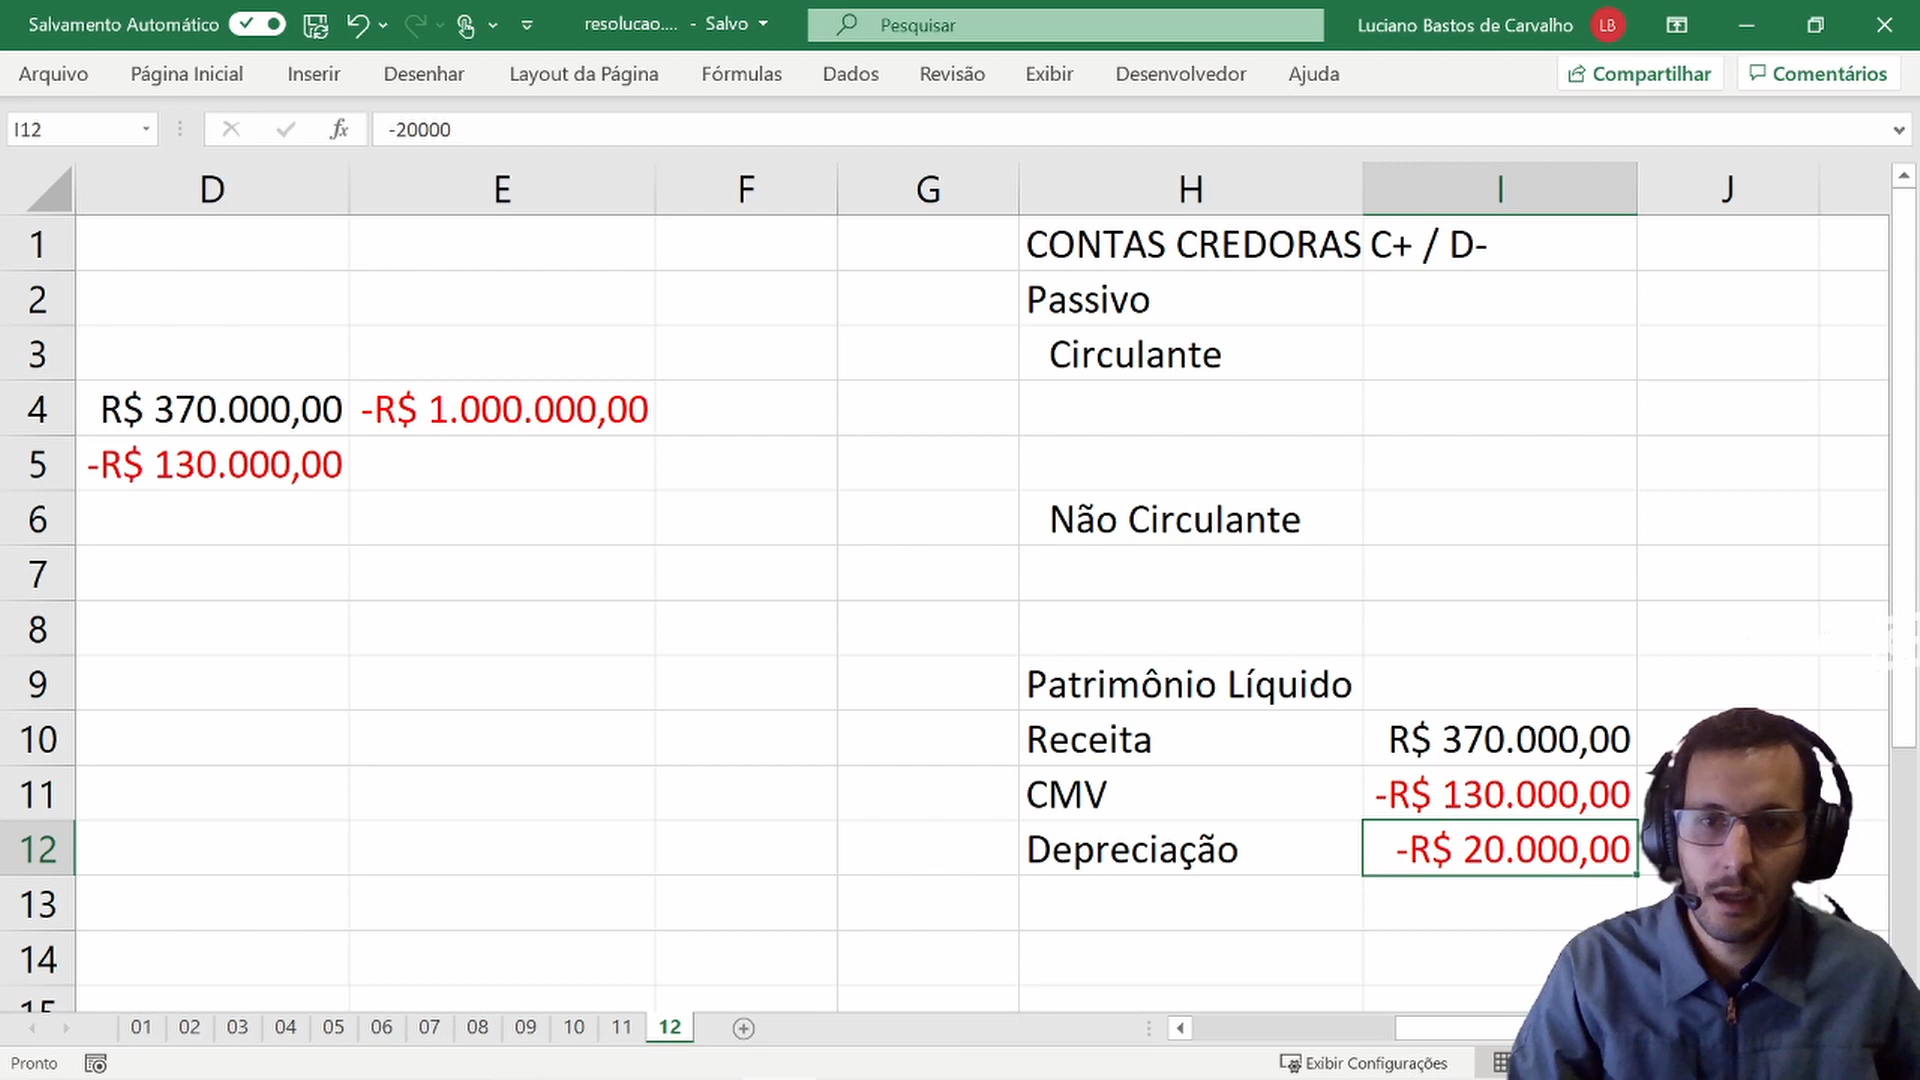 Salvamento Automático
resolucao.... - Salvo
Pesquisar
Luciano Bastos de Carvalho
LB
Arquivo
Página Inicial
Inserir
Desenhar
Layout da Página
Fórmulas
Dados
Revisão
Exibir
Desenvolvedor
Ajuda
Compartilhar
Comentários
I12
fx
-20000
D E F G H I J
1 CONTAS CREDORAS C+ / D-
2 Passivo
3 Circulante
4 R$ 370.000,00 -R$ 1.000.000,00
5 -R$ 130.000,00
6 Não Circulante
7
8
9 Patrimônio Líquido
10 Receita R$ 370.000,00
11 CMV -R$ 130.000,00
12 Depreciação -R$ 20.000,00
13
14
15
01 02 03 04 05 06 07 08 09 10 11 12
Pronto
Exibir Configurações